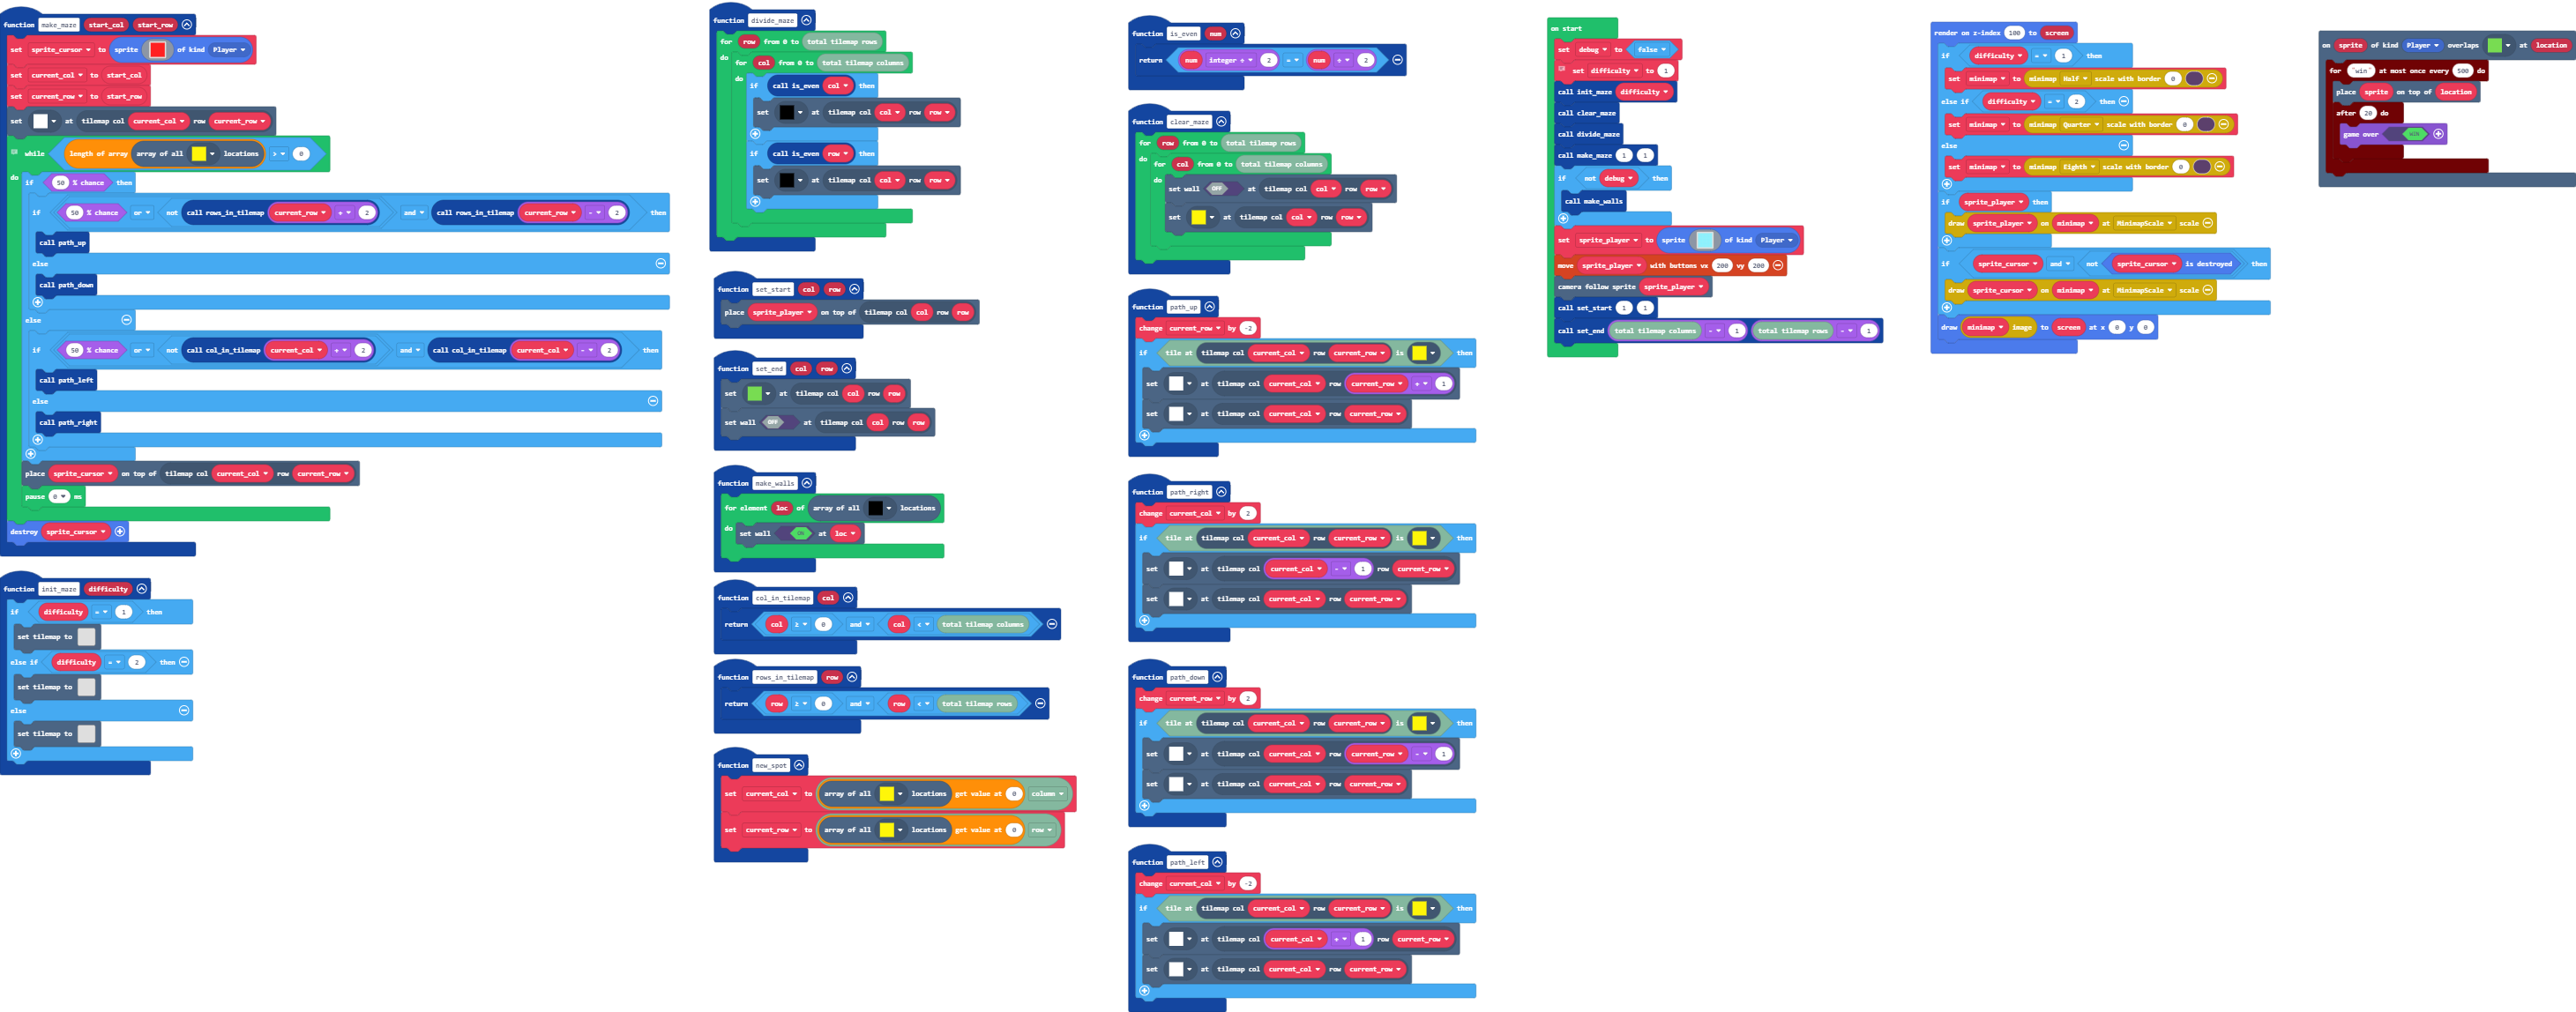 function make_maze start_col start_row
set sprite_cursor to sprite of kind Player
set current_col to start_col
set current_row to start_row
set at tilemap col current_col row current_row
while length of array array of all locations > 0
do if 50 % chance then
if 50 % chance or not call rows_in_tilemap current_row + 2 and call rows_in_tilemap current_row - 2 then
call path_up
else
call path_down
else
if 50 % chance or not call col_in_tilemap current_col + 2 and call col_in_tilemap current_col - 2 then
call path_left
else
call path_right
place sprite_cursor on top of tilemap col current_col row current_row
pause 0 ms
destroy sprite_cursor
function init_maze difficulty
if difficulty = 1 then
set tilemap to
else if difficulty = 2 then
set tilemap to
else
set tilemap to
function divide_maze
for row from 0 to total tilemap rows
do for col from 0 to total tilemap columns
do if call is_even col then
set at tilemap col col row row
if call is_even row then
set at tilemap col col row row
function set_start col row
place sprite_player on top of tilemap col col row row
function set_end col row
set at tilemap col col row row
set wall OFF at tilemap col col row row
function make_walls
for element loc of array of all locations
do set wall ON at loc
function col_in_tilemap col
return col ≥ 0 and col < total tilemap columns
function rows_in_tilemap row
return row ≥ 0 and row < total tilemap rows
function new_spot
set current_col to array of all locations get value at 0 column
set current_row to array of all locations get value at 0 row
function is_even num
return num integer ÷ 2 = num ÷ 2
function clear_maze
for row from 0 to total tilemap rows
do for col from 0 to total tilemap columns
do set wall OFF at tilemap col col row row
set at tilemap col col row row
function path_up
change current_row by -2
if tile at tilemap col current_col row current_row is then
set at tilemap col current_col row current_row + 1
set at tilemap col current_col row current_row
function path_right
change current_col by 2
if tile at tilemap col current_col row current_row is then
set at tilemap col current_col - 1 row current_row
set at tilemap col current_col row current_row
function path_down
change current_row by 2
if tile at tilemap col current_col row current_row is then
set at tilemap col current_col row current_row - 1
set at tilemap col current_col row current_row
function path_left
change current_col by -2
if tile at tilemap col current_col row current_row is then
set at tilemap col current_col + 1 row current_row
set at tilemap col current_col row current_row
on start
set debug to false
set difficulty to 1
call init_maze difficulty
call clear_maze
call divide_maze
call make_maze 1 1
if not debug then
call make_walls
set sprite_player to sprite of kind Player
move sprite_player with buttons vx 200 vy 200
camera follow sprite sprite_player
call set_start 1 1
call set_end total tilemap columns - 1 total tilemap rows - 1
render on z-index 100 to screen
if difficulty = 1 then
set minimap to minimap Half scale with border 0
else if difficulty = 2 then
set minimap to minimap Quarter scale with border 0
else
set minimap to minimap Eighth scale with border 0
if sprite_player then
draw sprite_player on minimap at MinimapScale scale
if sprite_cursor and not sprite_cursor is destroyed then
draw sprite_cursor on minimap at MinimapScale scale
draw minimap image to screen at x 0 y 0
on sprite of kind Player overlaps at location
for "win" at most once every 500 do
place sprite on top of location
after 20 do
game over WIN